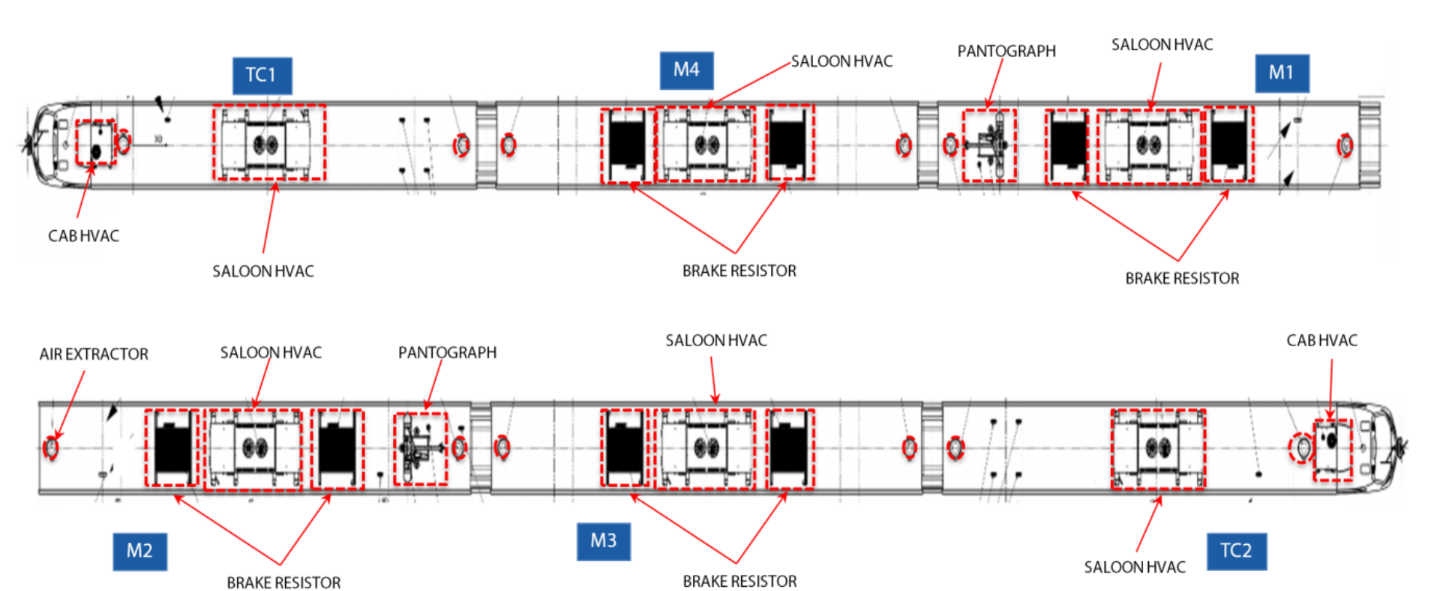 TC1
M4
SALOON HVAC
PANTOGRAPH
SALOON HVAC
M1
CAB HVAC
SALOON HVAC
BRAKE RESISTOR
BRAKE RESISTOR
AIR EXTRACTOR
SALOON HVAC
PANTOGRAPH
SALOON HVAC
CAB HVAC
M2
BRAKE RESISTOR
M3
BRAKE RESISTOR
SALOON HVAC
TC2